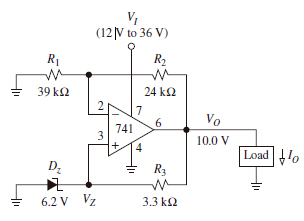 V_I
(12 V to 36 V)
R_1
R_2
39 kΩ
24 kΩ
2
7
−
741
6
V_O
3
+
4
10.0 V
Load
I_O
D_z
R_3
6.2 V
V_Z
3.3 kΩ